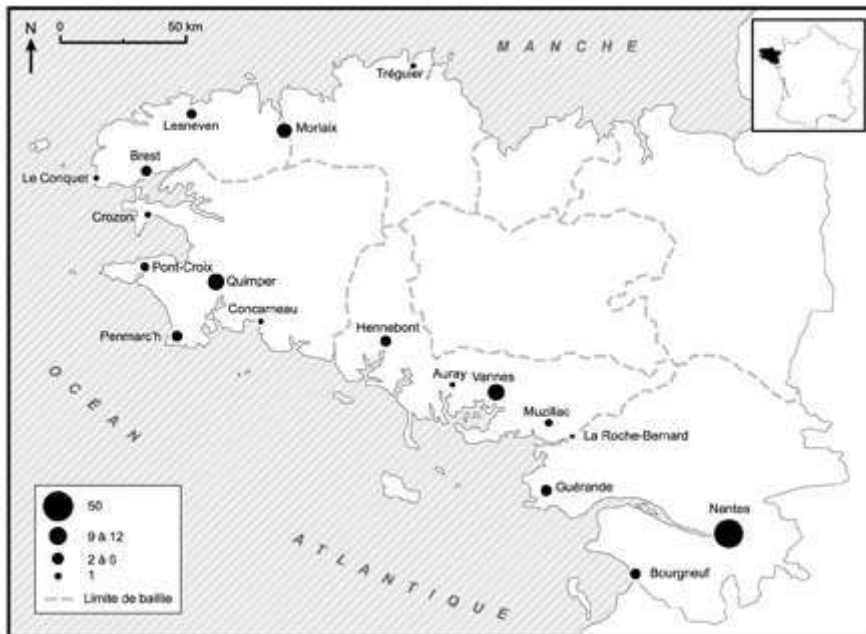 N
0 50 km
MANCHE
Tréguier
Lesneven
Morlaix
Brest
Le Conquet
Crozon
Pont-Croix
Quimper
Concarneau
Penmarc'h
Hennebont
Auray
Vannes
Muzillac
La Roche-Bernard
Guérande
Nantes
Bourgneuf
OCÉAN
ATLANTIQUE
50
9 à 12
2 à 6
1
Limite de baillie